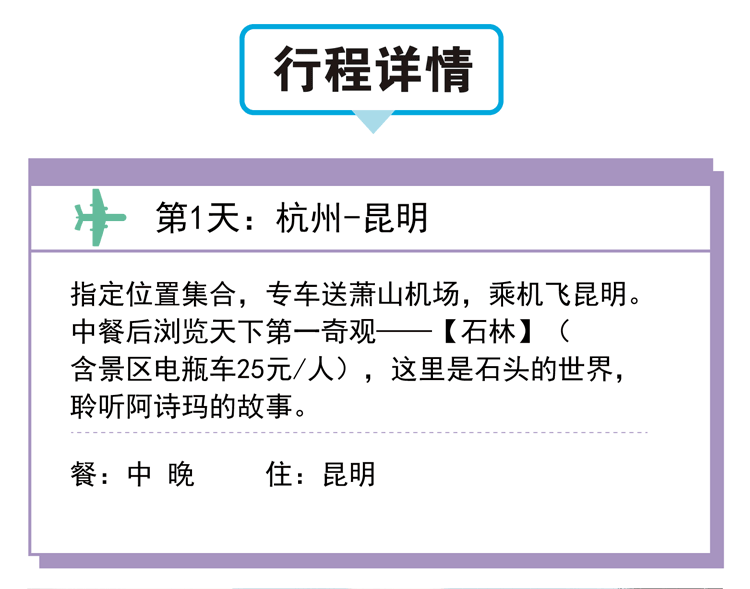 行程详情
第1天：杭州-昆明
指定位置集合，专车送萧山机场，乘机飞昆明。
中餐后浏览天下第一奇观——【石林】（
含景区电瓶车25元/人），这里是石头的世界，
聆听阿诗玛的故事。
餐：中 晚 住：昆明